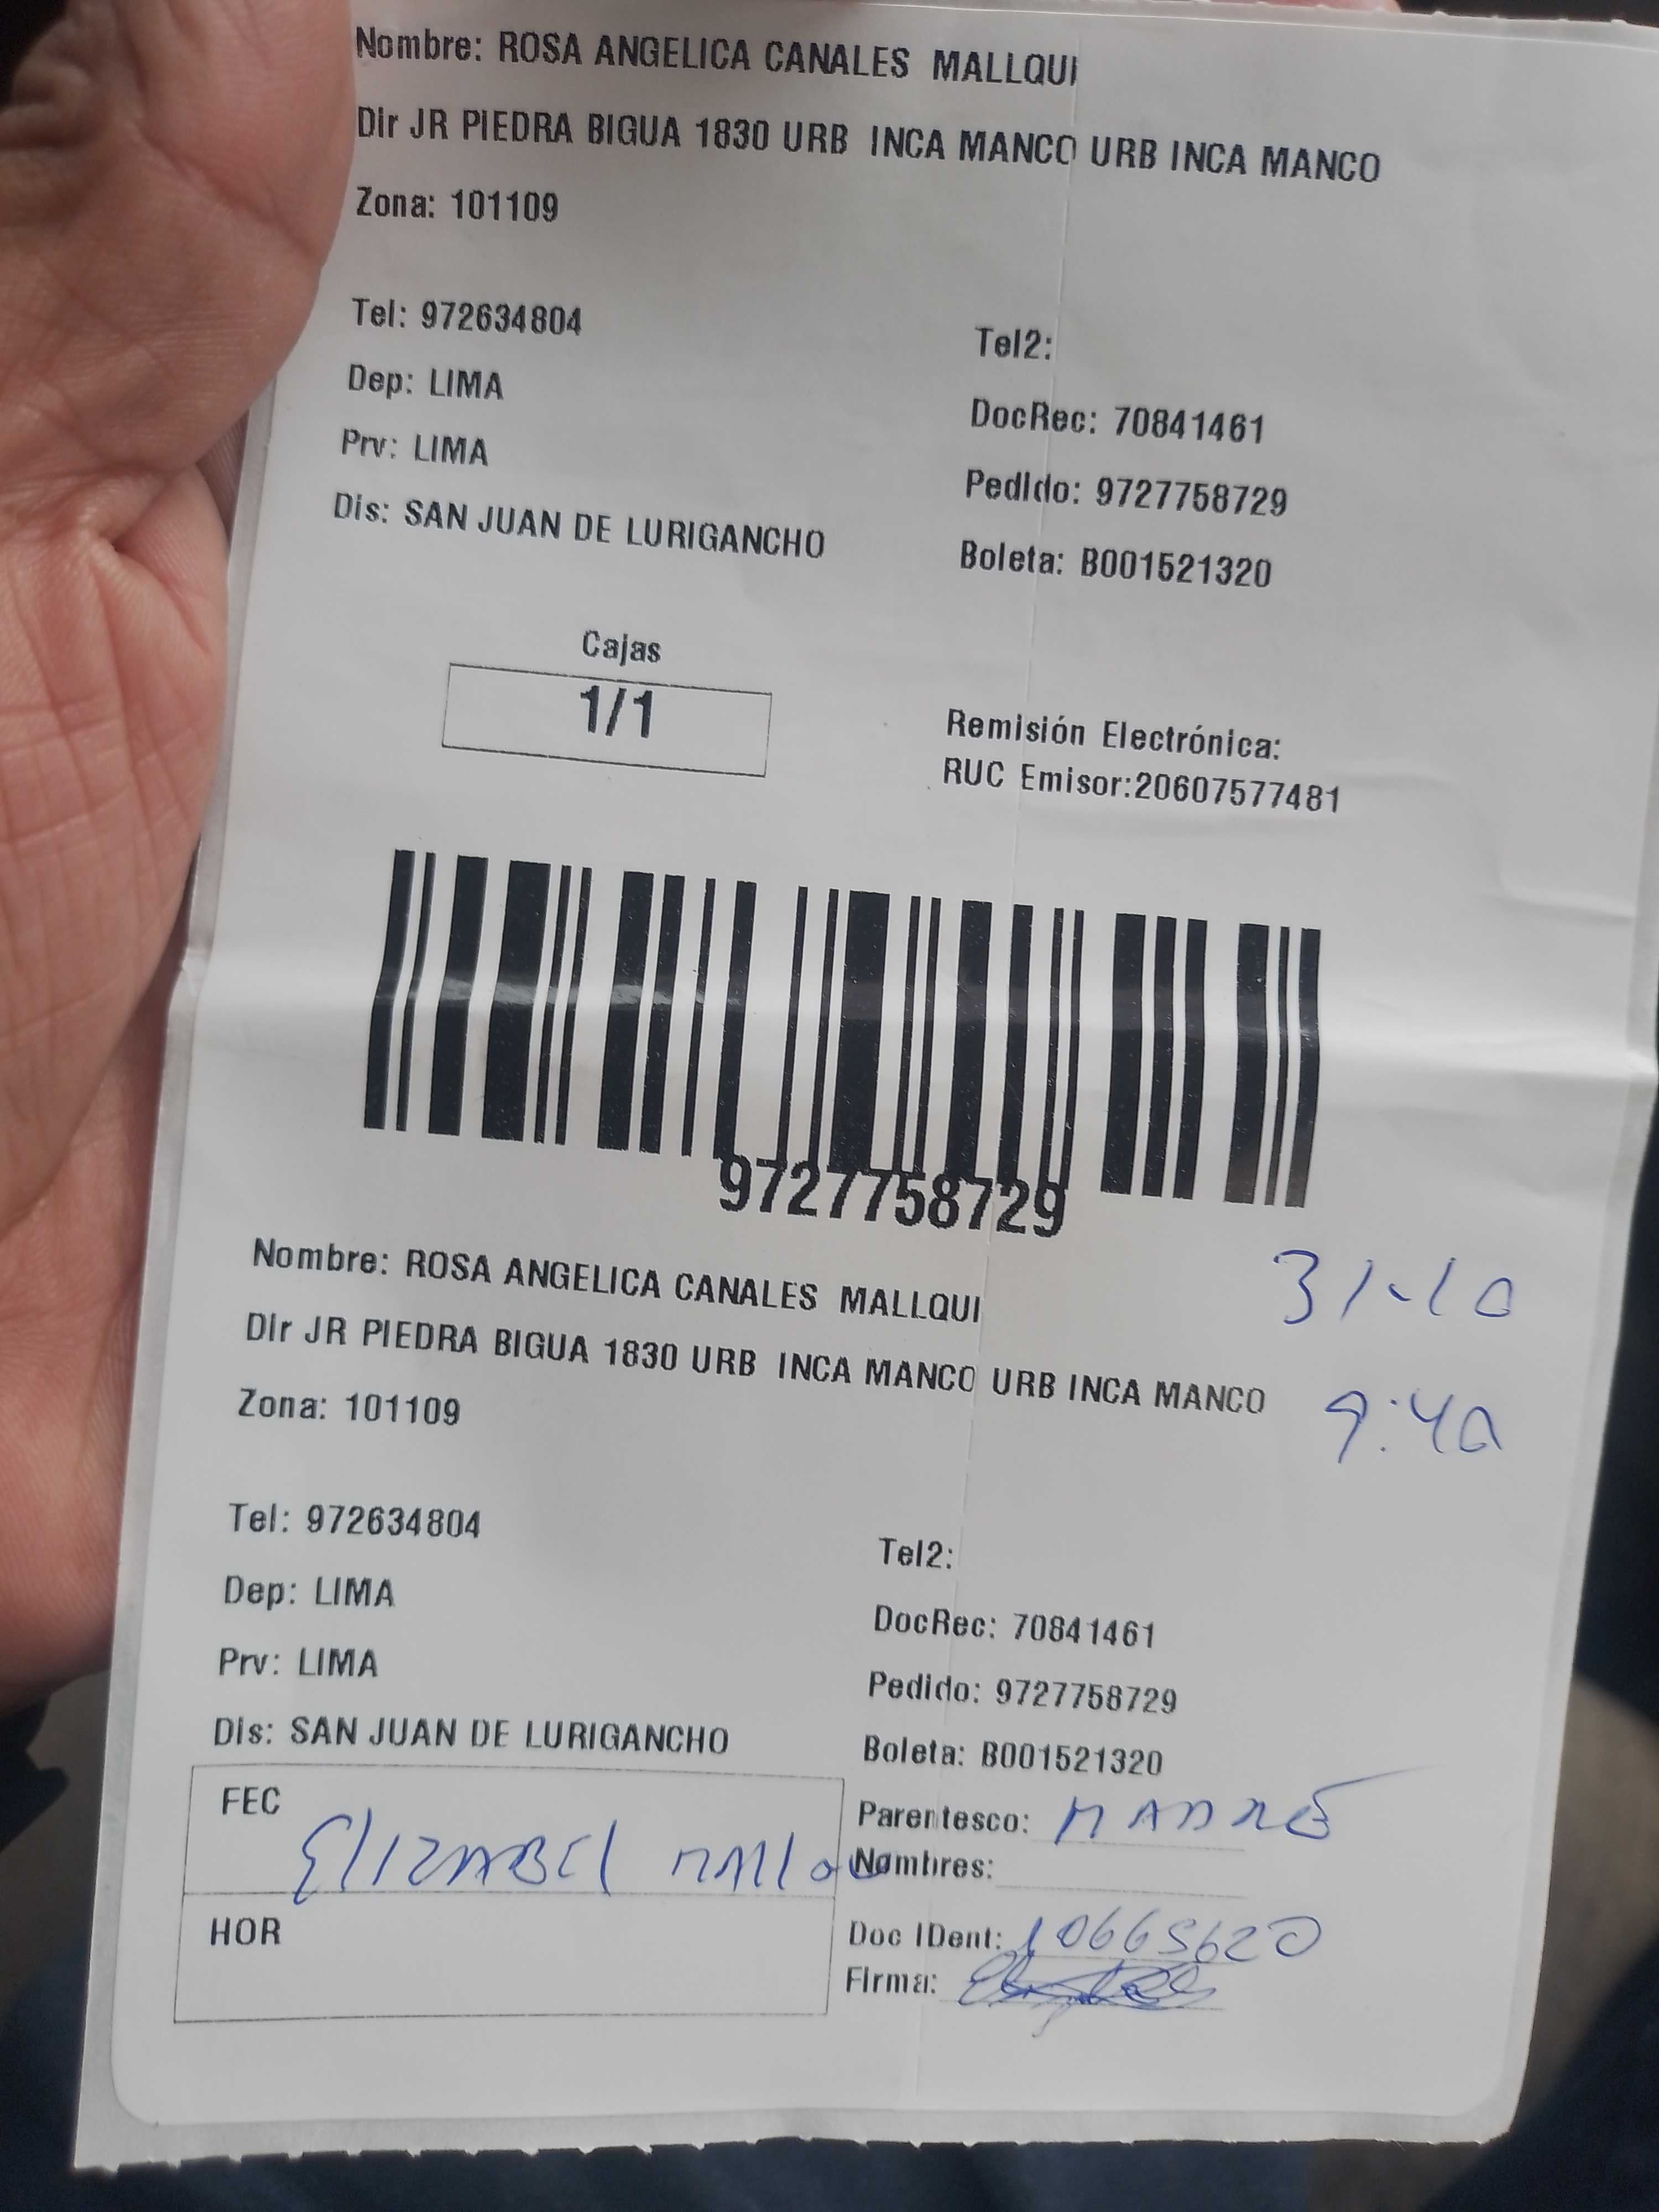 Nombre: ROSA ANGELICA CANALES MALLQUI
Dir JR PIEDRA BIGUA 1830 URB INCA MANCO URB INCA MANCO
Zona: 101109
Tel: 972634804
Tel2:
Dep: LIMA
DocRec: 70841461
Prv: LIMA
Pedido: 9727758729
Dis: SAN JUAN DE LURIGANCHO
Boleta: B001521320
Cajas
1/1
Remisión Electrónica:
RUC Emisor:20607577481
9727758729
Nombre: ROSA ANGELICA CANALES MALLQUI
31-10
Dir JR PIEDRA BIGUA 1830 URB INCA MANCO URB INCA MANCO
9:40
Zona: 101109
Tel: 972634804
Tel2:
Dep: LIMA
DocRec: 70841461
Prv: LIMA
Pedido: 9727758729
Dis: SAN JUAN DE LURIGANCHO
Boleta: B001521320
FEC
Parentesco: MADRE
ElIZABEl
Nombres:
HOR
Doc IDent: 10665620
Firma: